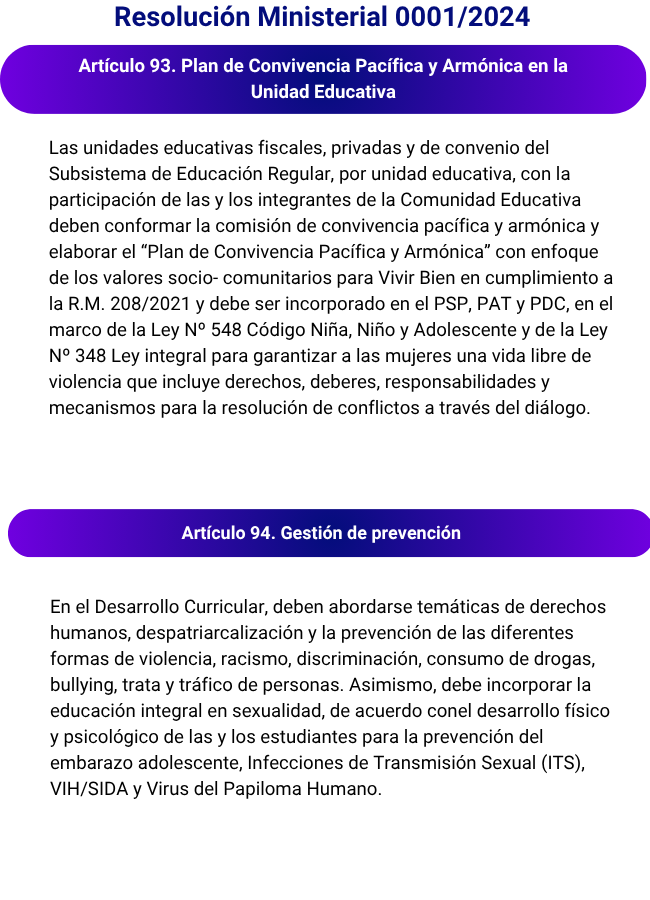 Resolución Ministerial 0001/2024
Artículo 93. Plan de Convivencia Pacífica y Armónica en la
Unidad Educativa
Las unidades educativas fiscales, privadas y de convenio del
Subsistema de Educación Regular, por unidad educativa, con la
participación de las y los integrantes de la Comunidad Educativa
deben conformar la comisión de convivencia pacífica y armónica y
elaborar el “Plan de Convivencia Pacífica y Armónica” con enfoque
de los valores socio- comunitarios para Vivir Bien en cumplimiento a
la R.M. 208/2021 y debe ser incorporado en el PSP, PAT y PDC, en el
marco de la Ley Nº 548 Código Niña, Niño y Adolescente y de la Ley
Nº 348 Ley integral para garantizar a las mujeres una vida libre de
violencia que incluye derechos, deberes, responsabilidades y
mecanismos para la resolución de conflictos a través del diálogo.
Artículo 94. Gestión de prevención
En el Desarrollo Curricular, deben abordarse temáticas de derechos
humanos, despatriarcalización y la prevención de las diferentes
formas de violencia, racismo, discriminación, consumo de drogas,
bullying, trata y tráfico de personas. Asimismo, debe incorporar la
educación integral en sexualidad, de acuerdo conel desarrollo físico
y psicológico de las y los estudiantes para la prevención del
embarazo adolescente, Infecciones de Transmisión Sexual (ITS),
VIH/SIDA y Virus del Papiloma Humano.